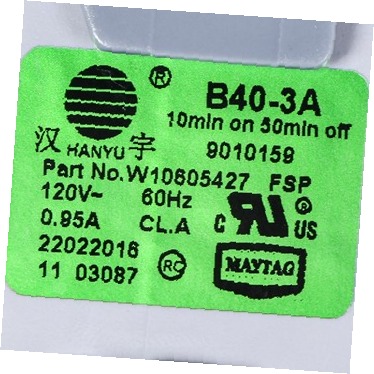 ®
B40-3A
10min on 50min off
汉 HANYU 宇
9010159
Part No.W10605427 FSP
120V~ 60Hz
0.95A CL.A
c RU ® US
22022016
11 03087
RC
MAYTAG